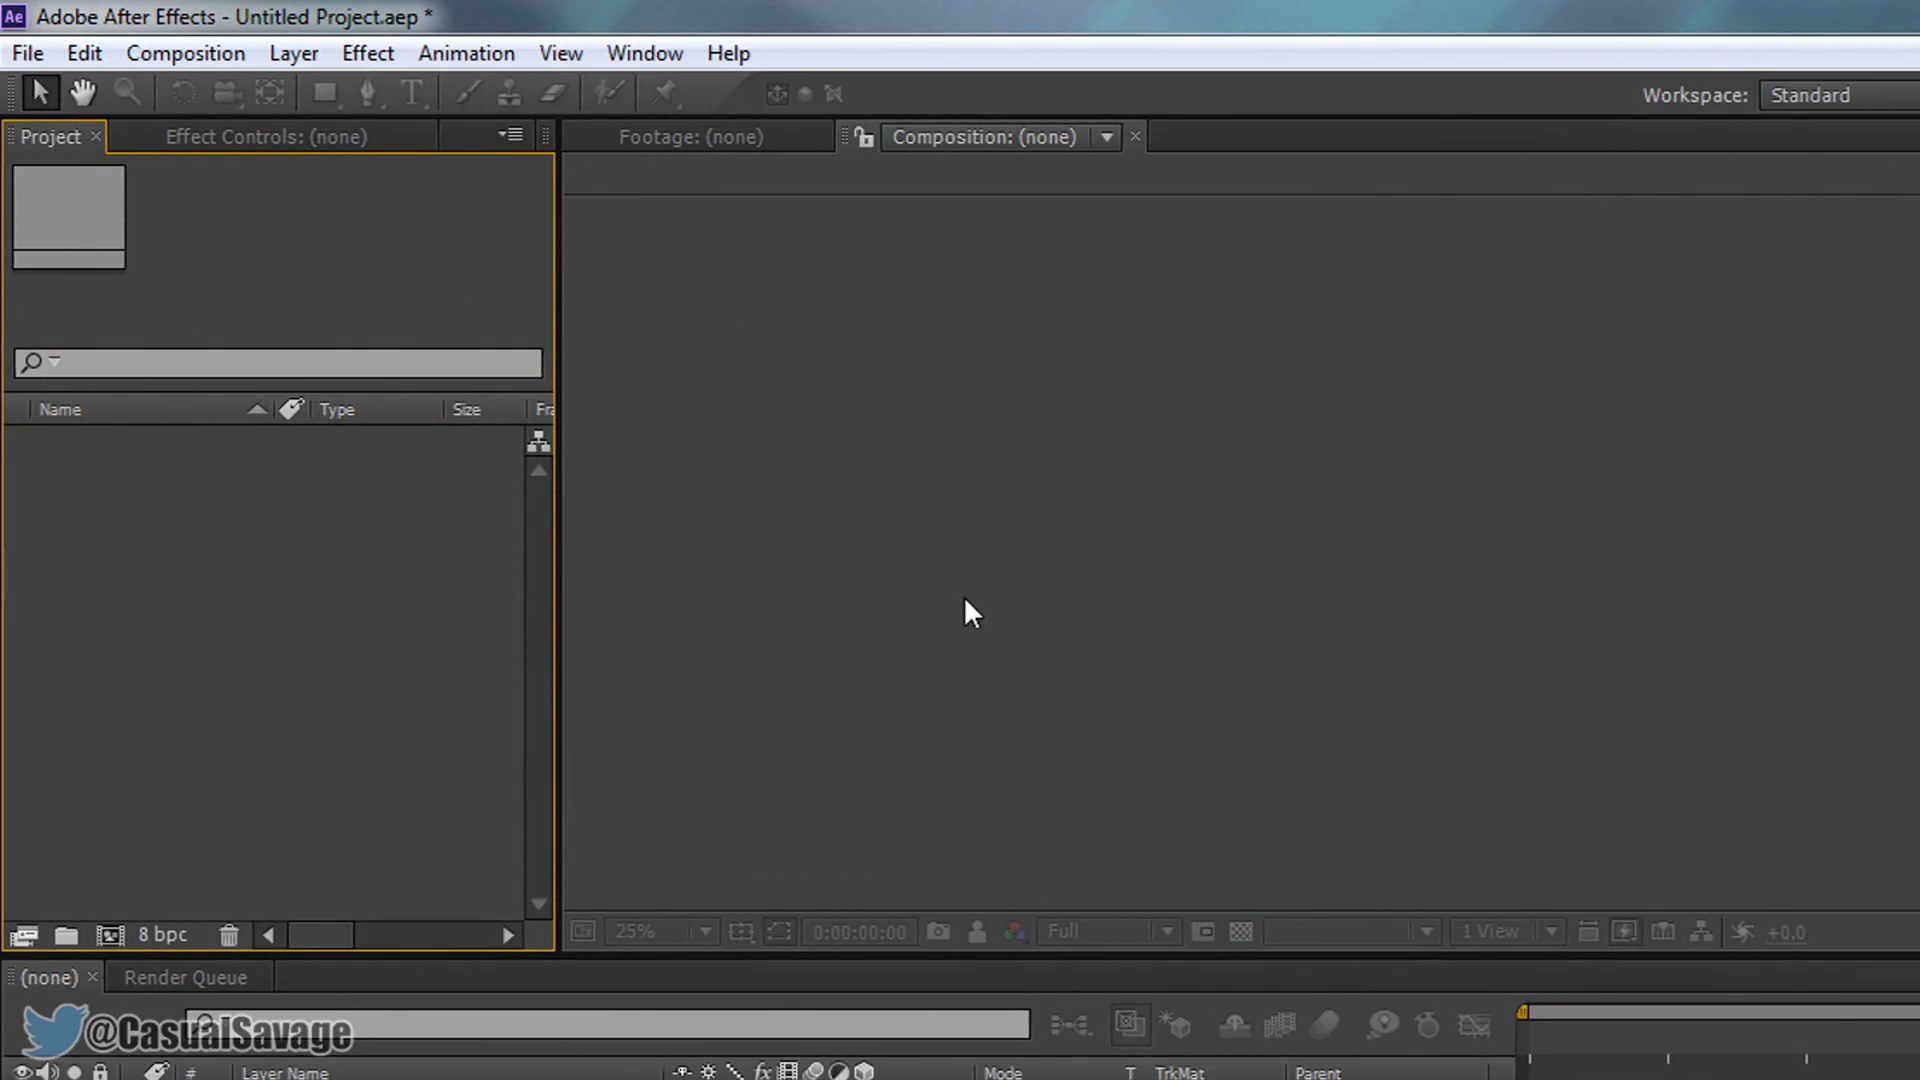 Ae Adobe After Effects - Untitled Project.aep *
File Edit Composition Layer Effect Animation View Window Help
T Workspace: Standard
Project × Effect Controls: (none) Footage: (none) Composition: (none) ×
Name Type Size Fra
8 bpc 25% 0:00:00:00 Full 1 View +0.0
(none) × Render Queue
@CasualSavage
# Layer Name fx Mode T TrkMat Parent